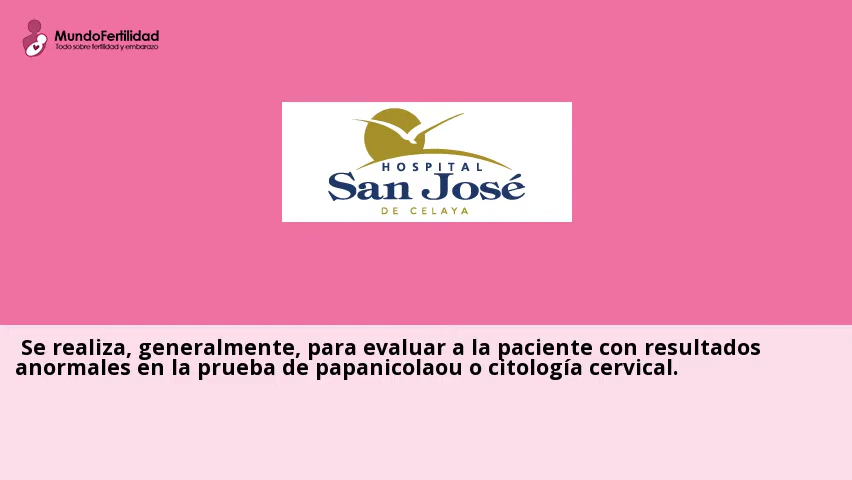 MundoFertilidad
Todo sobre fertilidad y embarazo
HOSPITAL
San José
DE CELAYA
Se realiza, generalmente, para evaluar a la paciente con resultados
anormales en la prueba de papanicolaou o citología cervical.